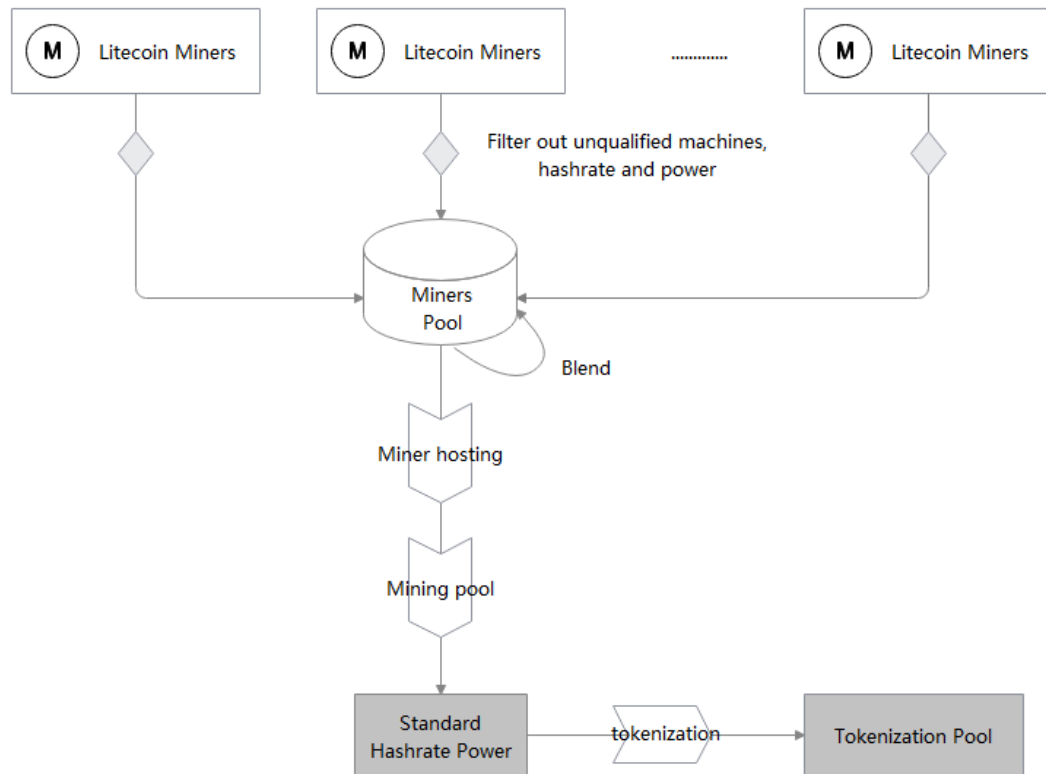 M Litecoin Miners
M Litecoin Miners
.............
M Litecoin Miners
Filter out unqualified machines,
hashrate and power
Miners
Pool
Blend
Miner hosting
Mining pool
Standard
Hashrate Power
tokenization
Tokenization Pool